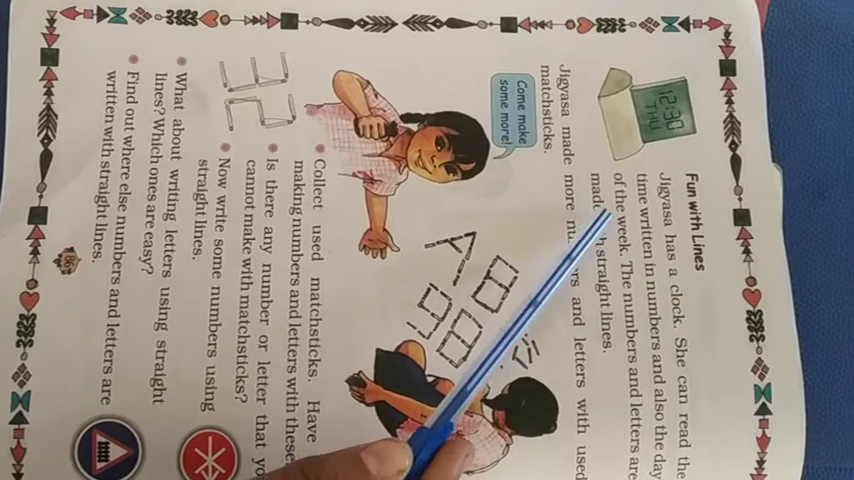 Fun with Lines
Jigyasa has a clock. She can read the
time written in numbers and also the day
of the week. The numbers and letters are
made straight lines.
12:30
THU
Jigyasa made more and letters with used
matchsticks.
Come make
some more!
A B
98
Collect used matchsticks. Have
making numbers and letters with these.
Is there any number or letter that
cannot make with matchsticks?
Now write some numbers using
straight lines.
What about writing letters using straight
lines? Which ones are easy?
Find out where else numbers and letters are
written with straight lines.
86